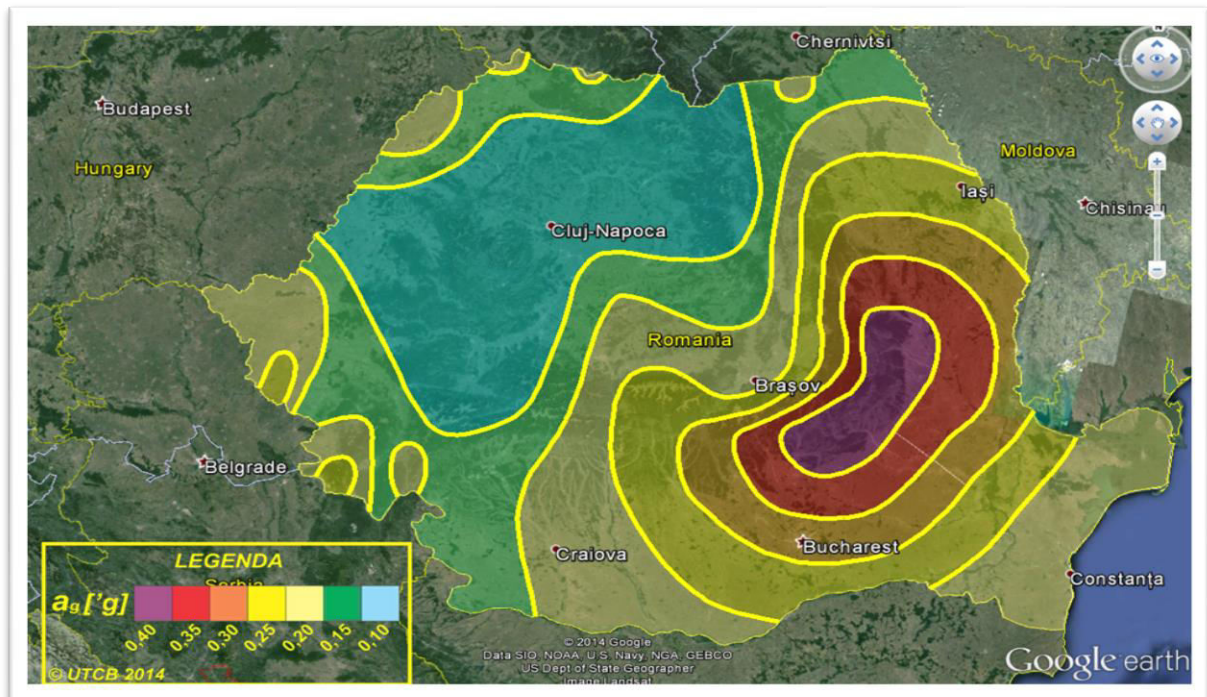 Chernivtsi
Budapest
Hungary
Moldova
Iași
Chisinau
Cluj-Napoca
Romania
Brașov
Belgrade
Bucharest
Craiova
Constanța
LEGENDA
Serbia
ag ['g]
0,40 0,35 0,30 0,25 0,20 0,15 0,10
© UTCB 2014
© 2014 Google
Data SIO, NOAA, U.S. Navy, NGA, GEBCO
US Dept of State Geographer
Image Landsat
Google earth